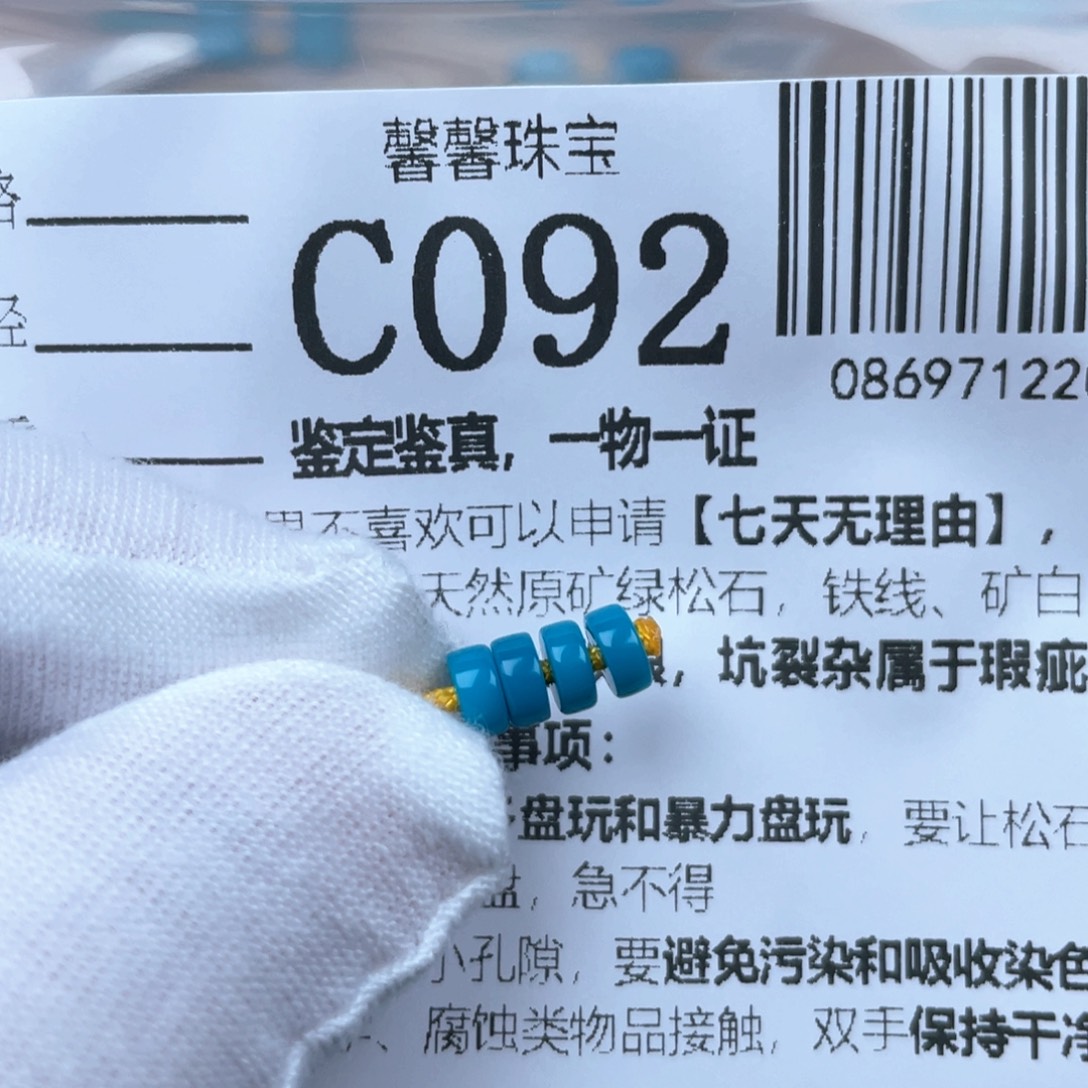 馨馨珠宝
C092
086971220
鉴定鉴真，一物一证
不喜欢可以申请【七天无理由】，
天然原矿绿松石，铁线、矿白
，坑裂杂属于瑕疵
事项：
盘玩和暴力盘玩，要让松石
盘，急不得
小孔隙，要避免污染和吸收染色
腐蚀类物品接触，双手保持干净